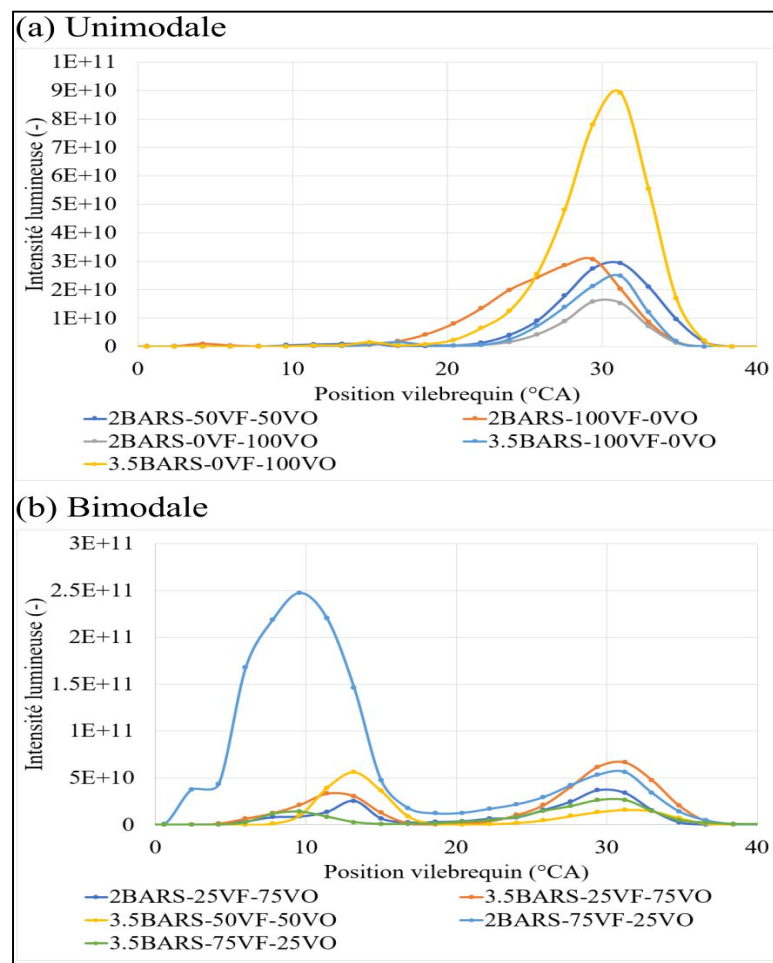 (a) Unimodale
1E+11
9E+10
8E+10
7E+10
6E+10
5E+10
4E+10
3E+10
2E+10
1E+10
0
Intensité lumineuse (-)
0 10 20 30 40
Position vilebrequin (°CA)
2BARS-50VF-50VO 2BARS-100VF-0VO
2BARS-0VF-100VO 3.5BARS-100VF-0VO
3.5BARS-0VF-100VO
(b) Bimodale
3E+11
2.5E+11
2E+11
1.5E+11
1E+11
5E+10
0
Intensité lumineuse (-)
0 10 20 30 40
Position vilebrequin (°CA)
2BARS-25VF-75VO 3.5BARS-25VF-75VO
3.5BARS-50VF-50VO 2BARS-75VF-25VO
3.5BARS-75VF-25VO